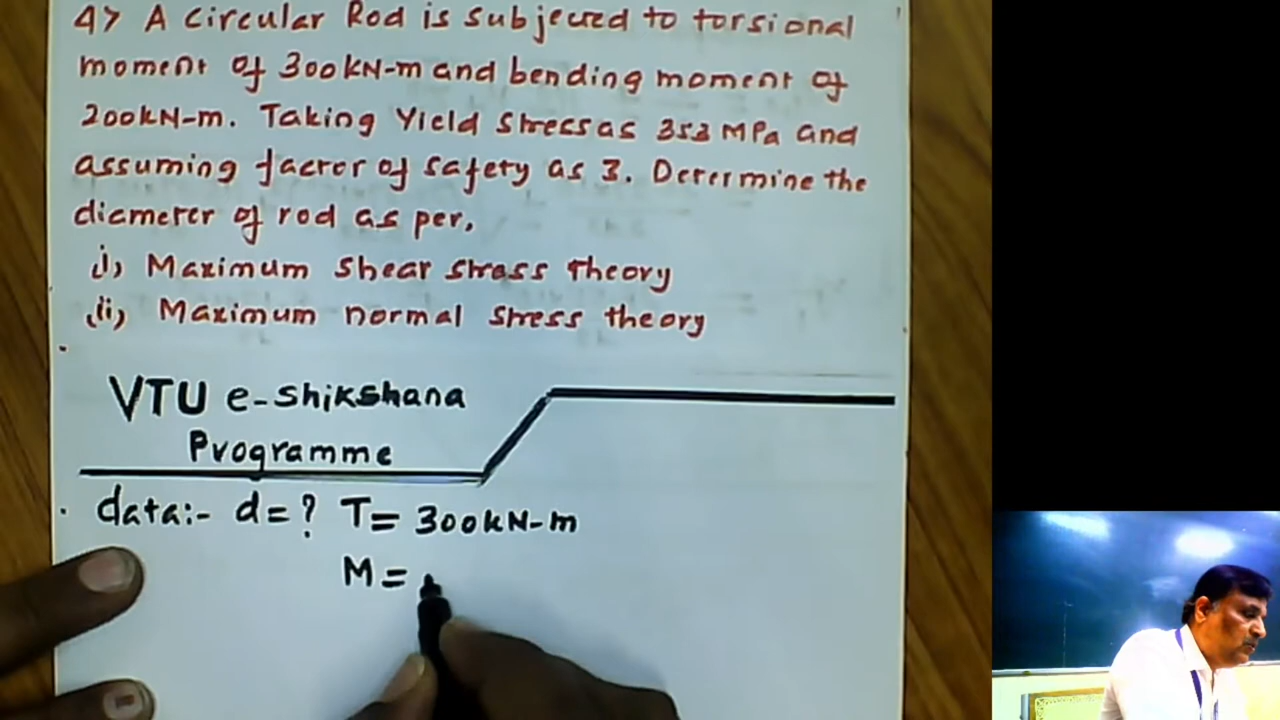 4> A Circular Rod is subjected to torsional
moment of 300kN-m and bending moment of
200kN-m. Taking Yield stress as 353 MPa and
assuming factor of safety as 3. Determine the
diameter of rod as per,
i) Maximum shear stress theory
ii) Maximum normal stress theory
VTU e-Shikshana
Programme
data:- d=? T= 300kN-m
M=